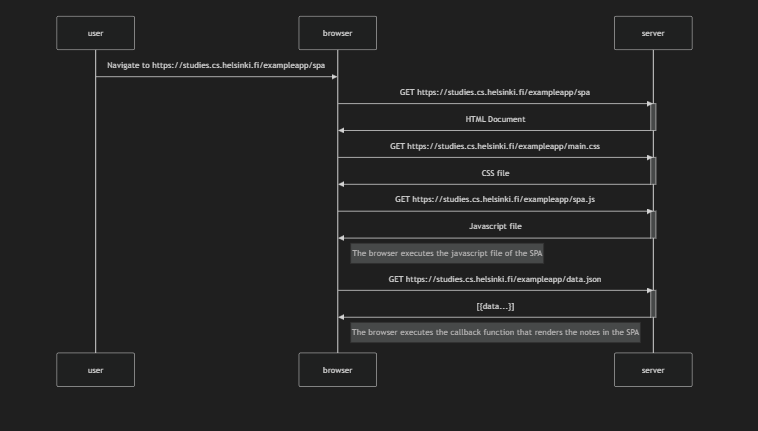 user browser server
Navigate to https://studies.cs.helsinki.fi/exampleapp/spa
GET https://studies.cs.helsinki.fi/exampleapp/spa
HTML Document
GET https://studies.cs.helsinki.fi/exampleapp/main.css
CSS file
GET https://studies.cs.helsinki.fi/exampleapp/spa.js
Javascript file
The browser executes the javascript file of the SPA
GET https://studies.cs.helsinki.fi/exampleapp/data.json
[{data...}]
The browser executes the callback function that renders the notes in the SPA
user browser server